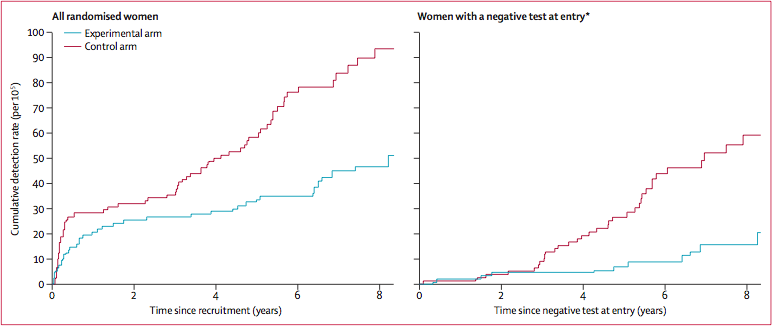 All randomised women
Women with a negative test at entry*
Experimental arm
Control arm
Cumulative detection rate (per 10⁵)
100
90
80
70
60
50
40
30
20
10
0
0 2 4 6 8
Time since recruitment (years)
0 2 4 6 8
Time since negative test at entry (years)